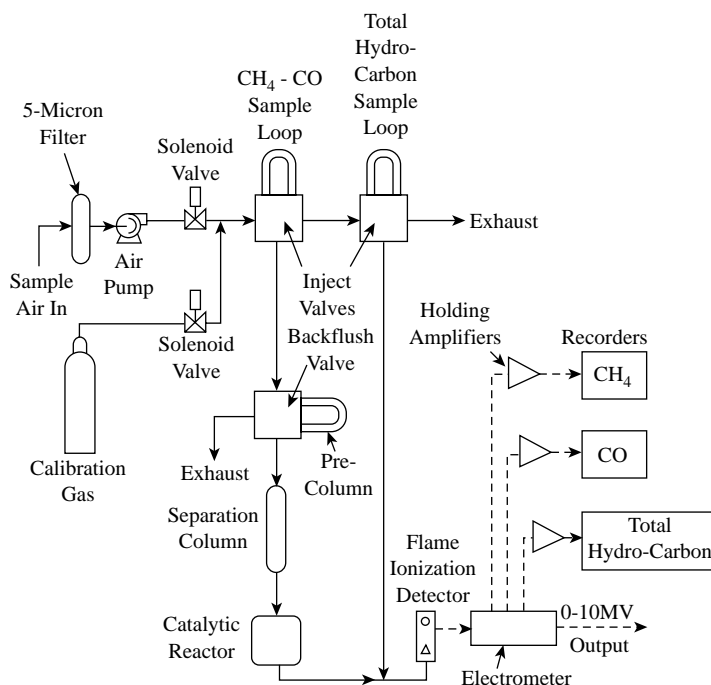 Total
Hydro-
Carbon
Sample
Loop
CH₄ - CO
Sample
Loop
5-Micron
Filter
Solenoid
Valve
Exhaust
Sample
Air In
Air
Pump
Inject
Valves
Solenoid
Valve
Backflush
Valve
Holding
Amplifiers
Recorders
CH₄
Calibration
Gas
Exhaust
Pre-
Column
CO
Separation
Column
Flame
Ionization
Detector
Total
Hydro-Carbon
Catalytic
Reactor
0-10MV
Output
Electrometer